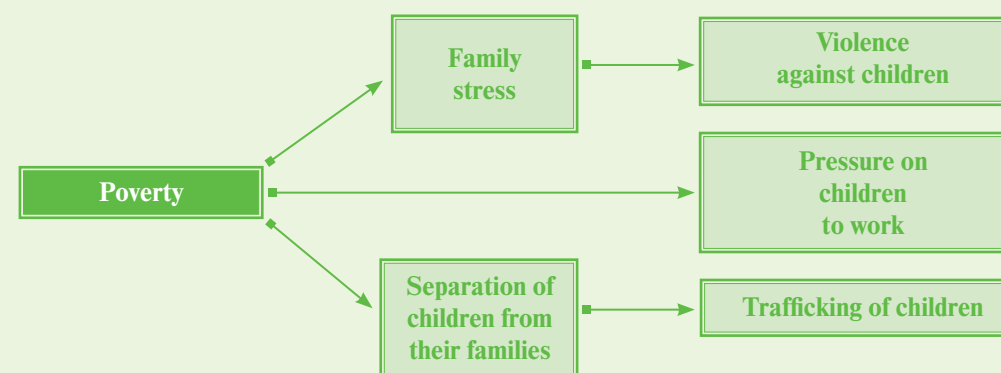 Family
stress
Violence
against children
Poverty
Pressure on
children
to work
Separation of
children from
their families
Trafficking of children